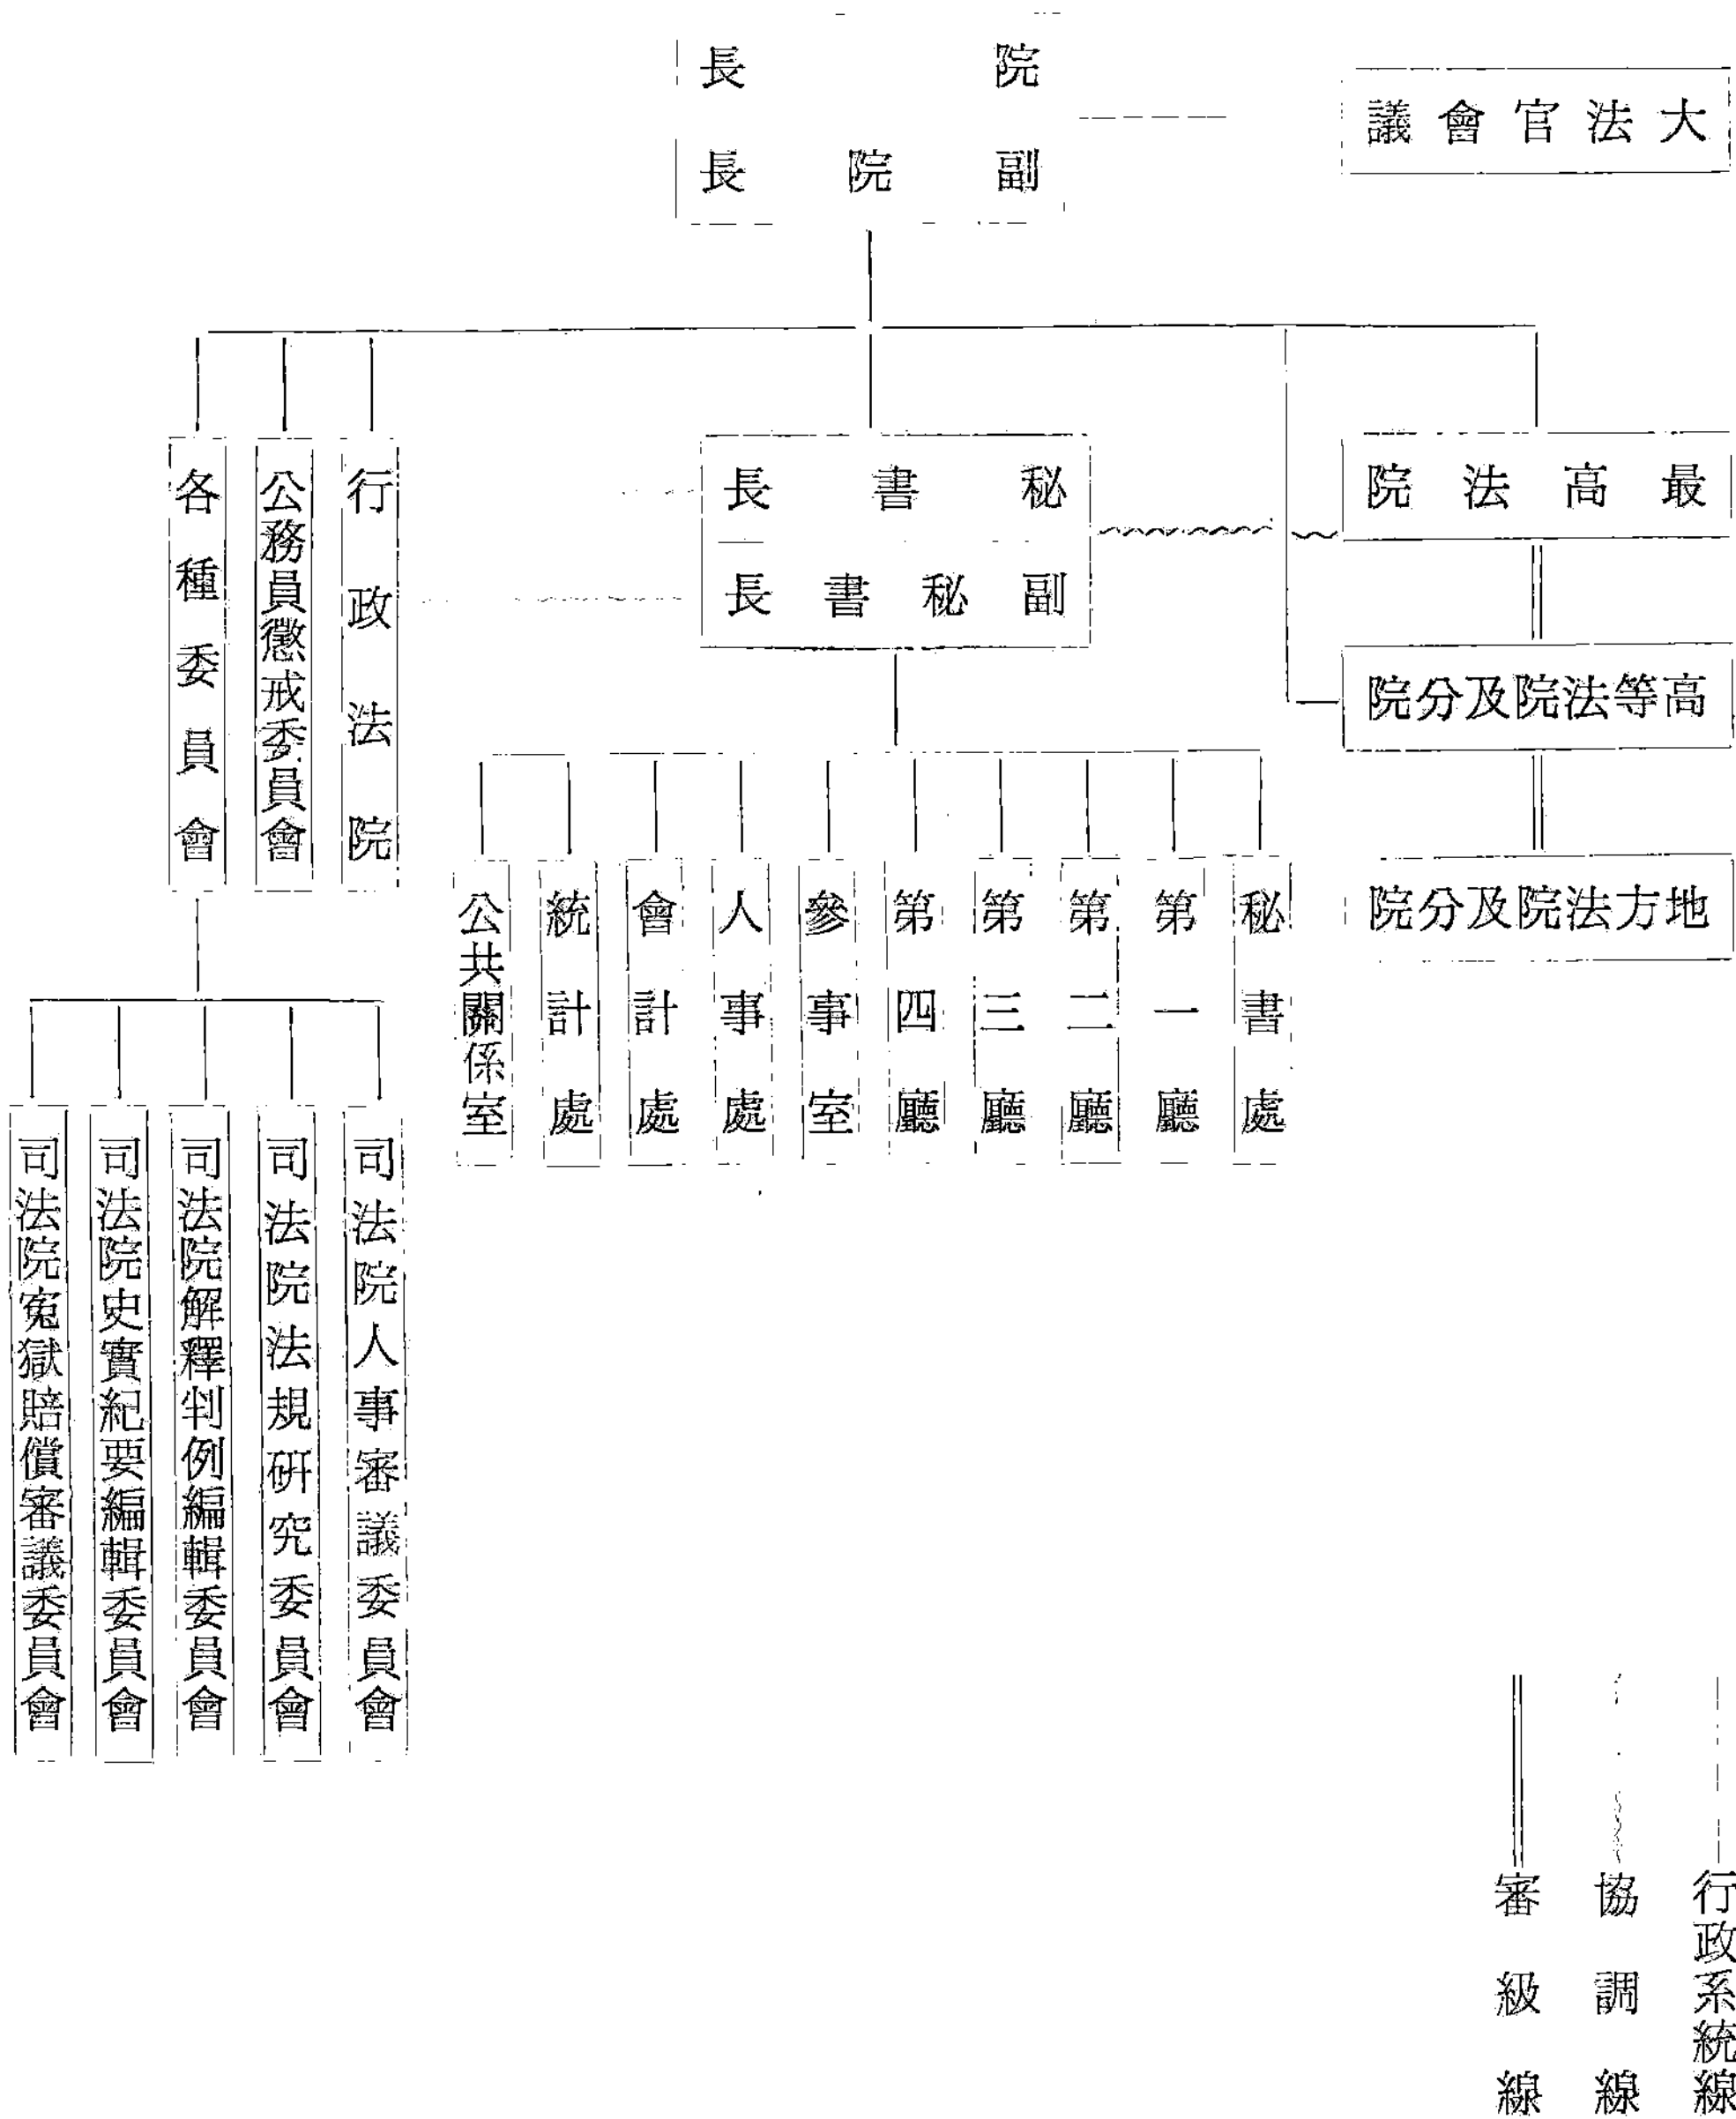 院長
副院長
大法官會議
最高法院
高等法院及分院
地方法院及分院
秘書長
副秘書長
行政法院
公務員懲戒委員會
各種委員會
秘書處
第一廳
第二廳
第三廳
第四廳
參事室
人事處
會計處
統計處
公共關係室
司法院人事審議委員會
司法院法規研究委員會
司法院解釋判例編輯委員會
司法院史實紀要編輯委員會
司法院寃獄賠償審議委員會
行政系統線
協調線
審級線